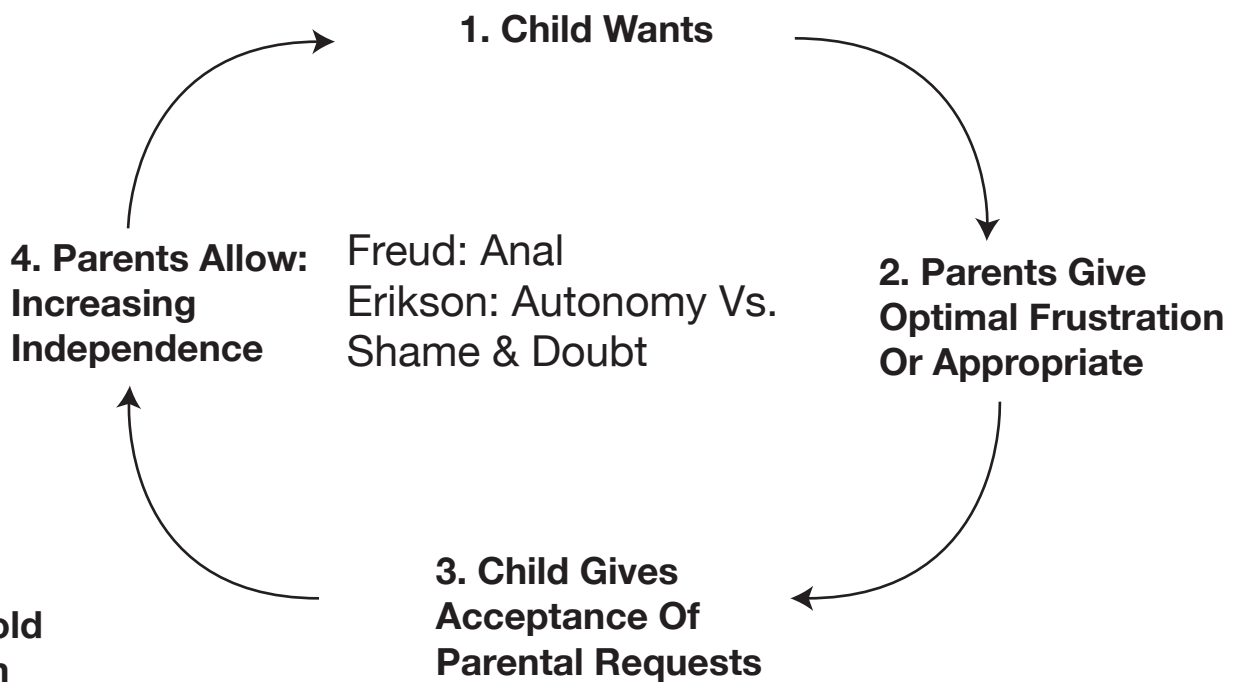 1. Child Wants
4. Parents Allow:
Increasing
Independence
Freud: Anal
Erikson: Autonomy Vs.
Shame & Doubt
2. Parents Give
Optimal Frustration
Or Appropriate
3. Child Gives
Acceptance Of
Parental Requests